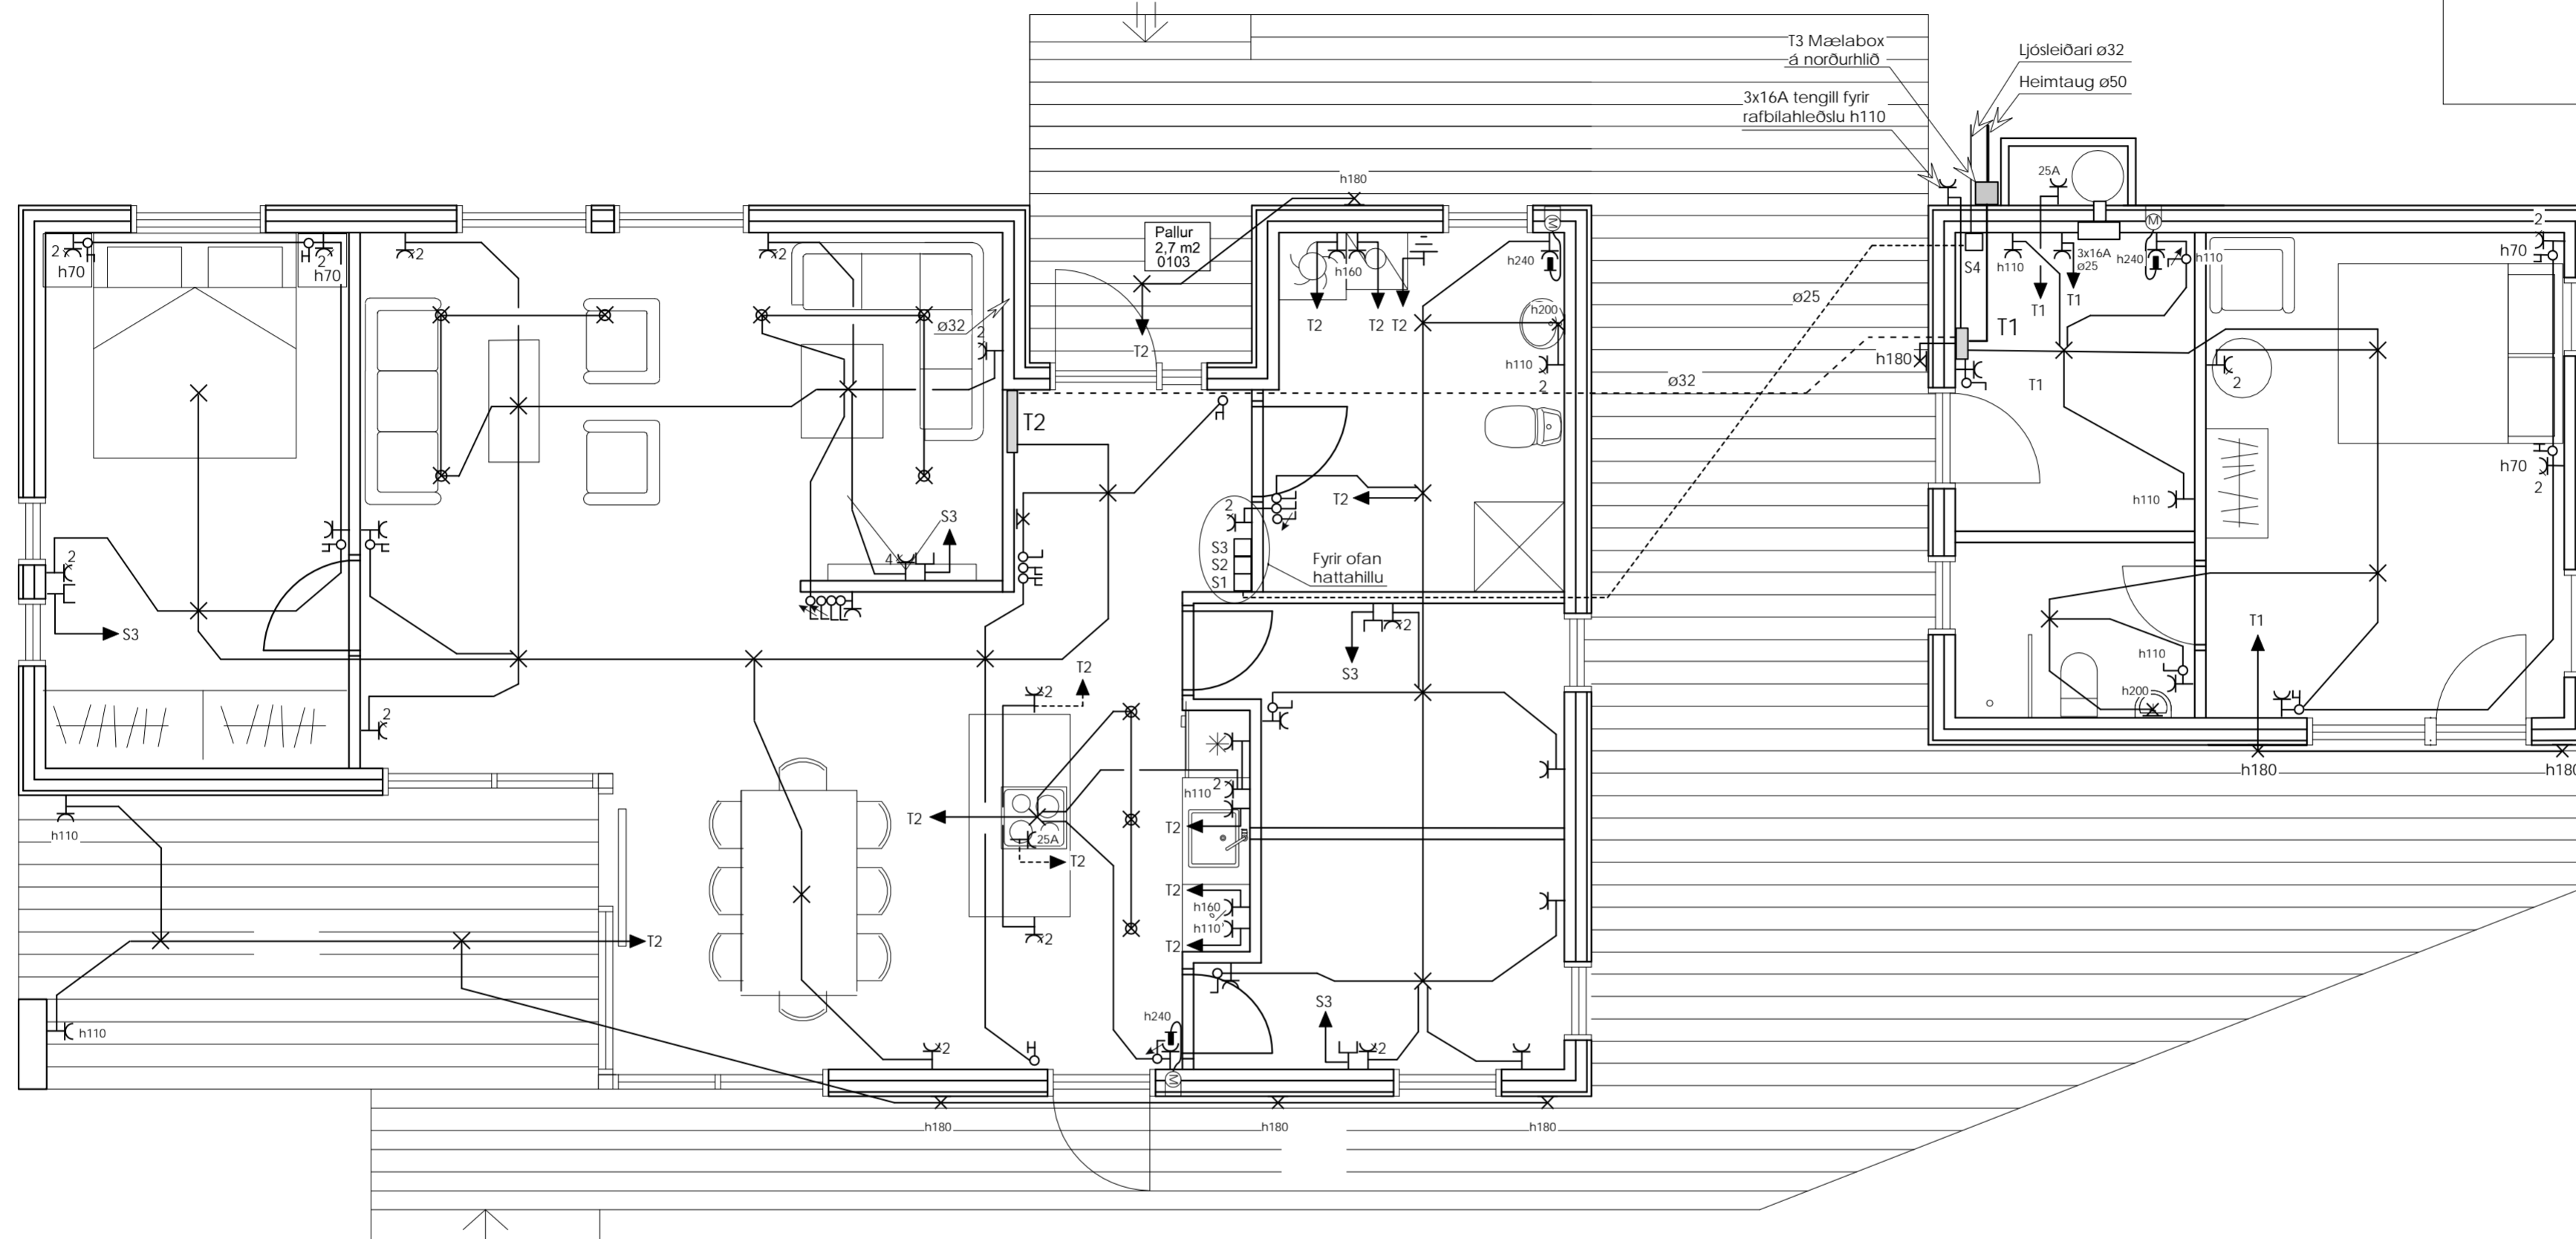 T3 Mælabox
á norðurhlið
Ljósleiðari ø32
Heimtaug ø50
3x16A tengill fyrir
rafbílahleðslu h110
25A
h180
Pallur
2,7 m2
0103
2
h70
2
h70
2
2
h160
h240
S4
h110
3x16A
ø25
h240
M
M
h110
2
h70
T2
T2
T2
h200
ø25
T1
T1
T1
ø32
2
T2
h110
2
h180
T1
ø32
2
T2
T2
h110
h70
2
S3
4
2
S3
S2
S1
Fyrir ofan
hattahillu
2
S3
2
S3
T1
h110
T2
2
2
h200
h180
h180
h110
2
T2
T2
25A
T2
h110
T2
h160
h110
T2
T2
2
h110
S3
h240
2
2
M
h180
h180
h180